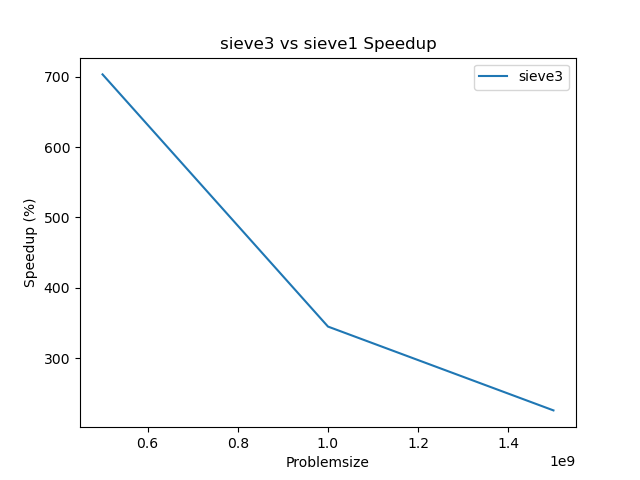 sieve3 vs sieve1 Speedup
sieve3
Speedup (%)
700
600
500
400
300
0.6 0.8 1.0 1.2 1.4
1e9
Problemsize